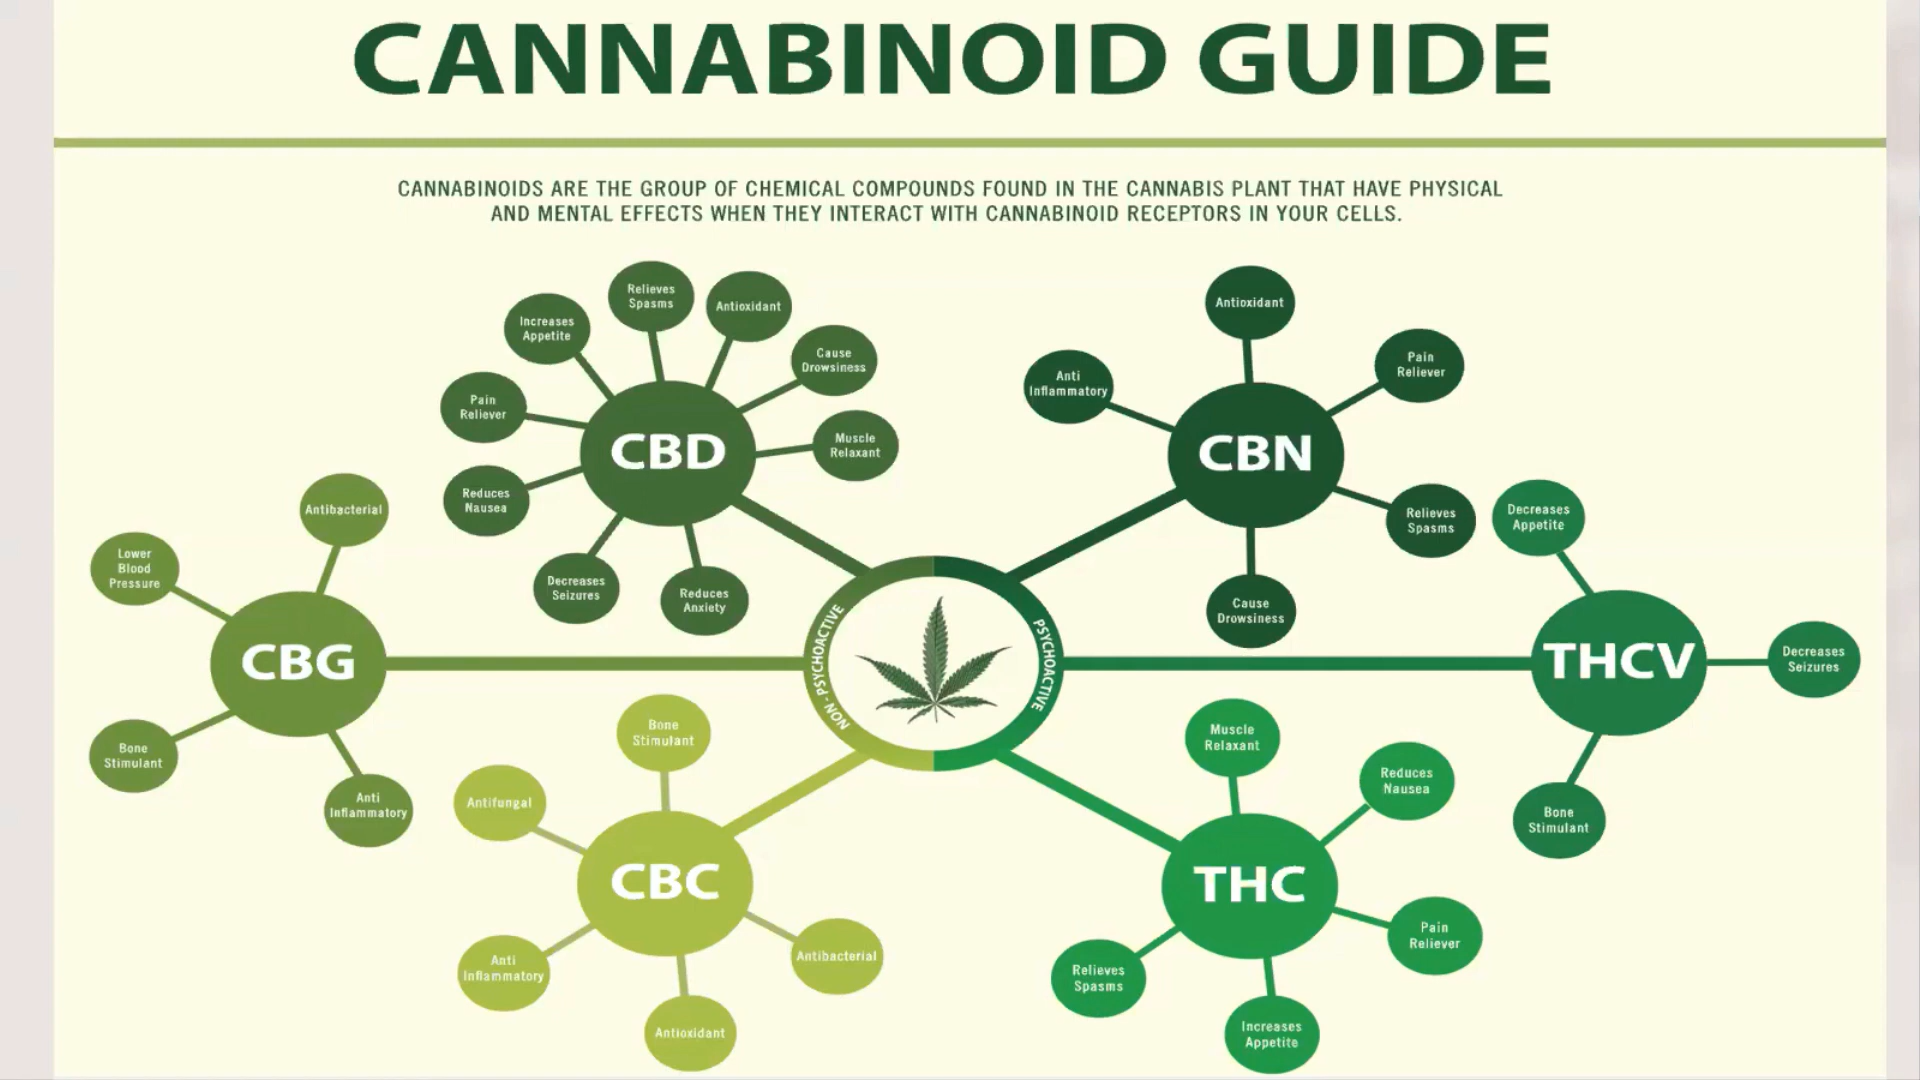 CANNABINOID GUIDE
CANNABINOIDS ARE THE GROUP OF CHEMICAL COMPOUNDS FOUND IN THE CANNABIS PLANT THAT HAVE PHYSICAL
AND MENTAL EFFECTS WHEN THEY INTERACT WITH CANNABINOID RECEPTORS IN YOUR CELLS.
CBD
Relieves
Spasms
Antioxidant
Cause
Drowsiness
Muscle
Relaxant
Reduces
Anxiety
Decreases
Seizures
Reduces
Nausea
Pain
Reliever
Increases
Appetite
CBN
Antioxidant
Pain
Reliever
Relieves
Spasms
Cause
Drowsiness
Anti
Inflammatory
CBG
Antibacterial
Lower
Blood
Pressure
Bone
Stimulant
Anti
Inflammatory
NON - PSYCHOACTIVE
PSYCHOACTIVE
THCV
Decreases
Appetite
Decreases
Seizures
Bone
Stimulant
CBC
Bone
Stimulant
Antifungal
Anti
Inflammatory
Antioxidant
Antibacterial
THC
Muscle
Relaxant
Reduces
Nausea
Pain
Reliever
Increases
Appetite
Relieves
Spasms